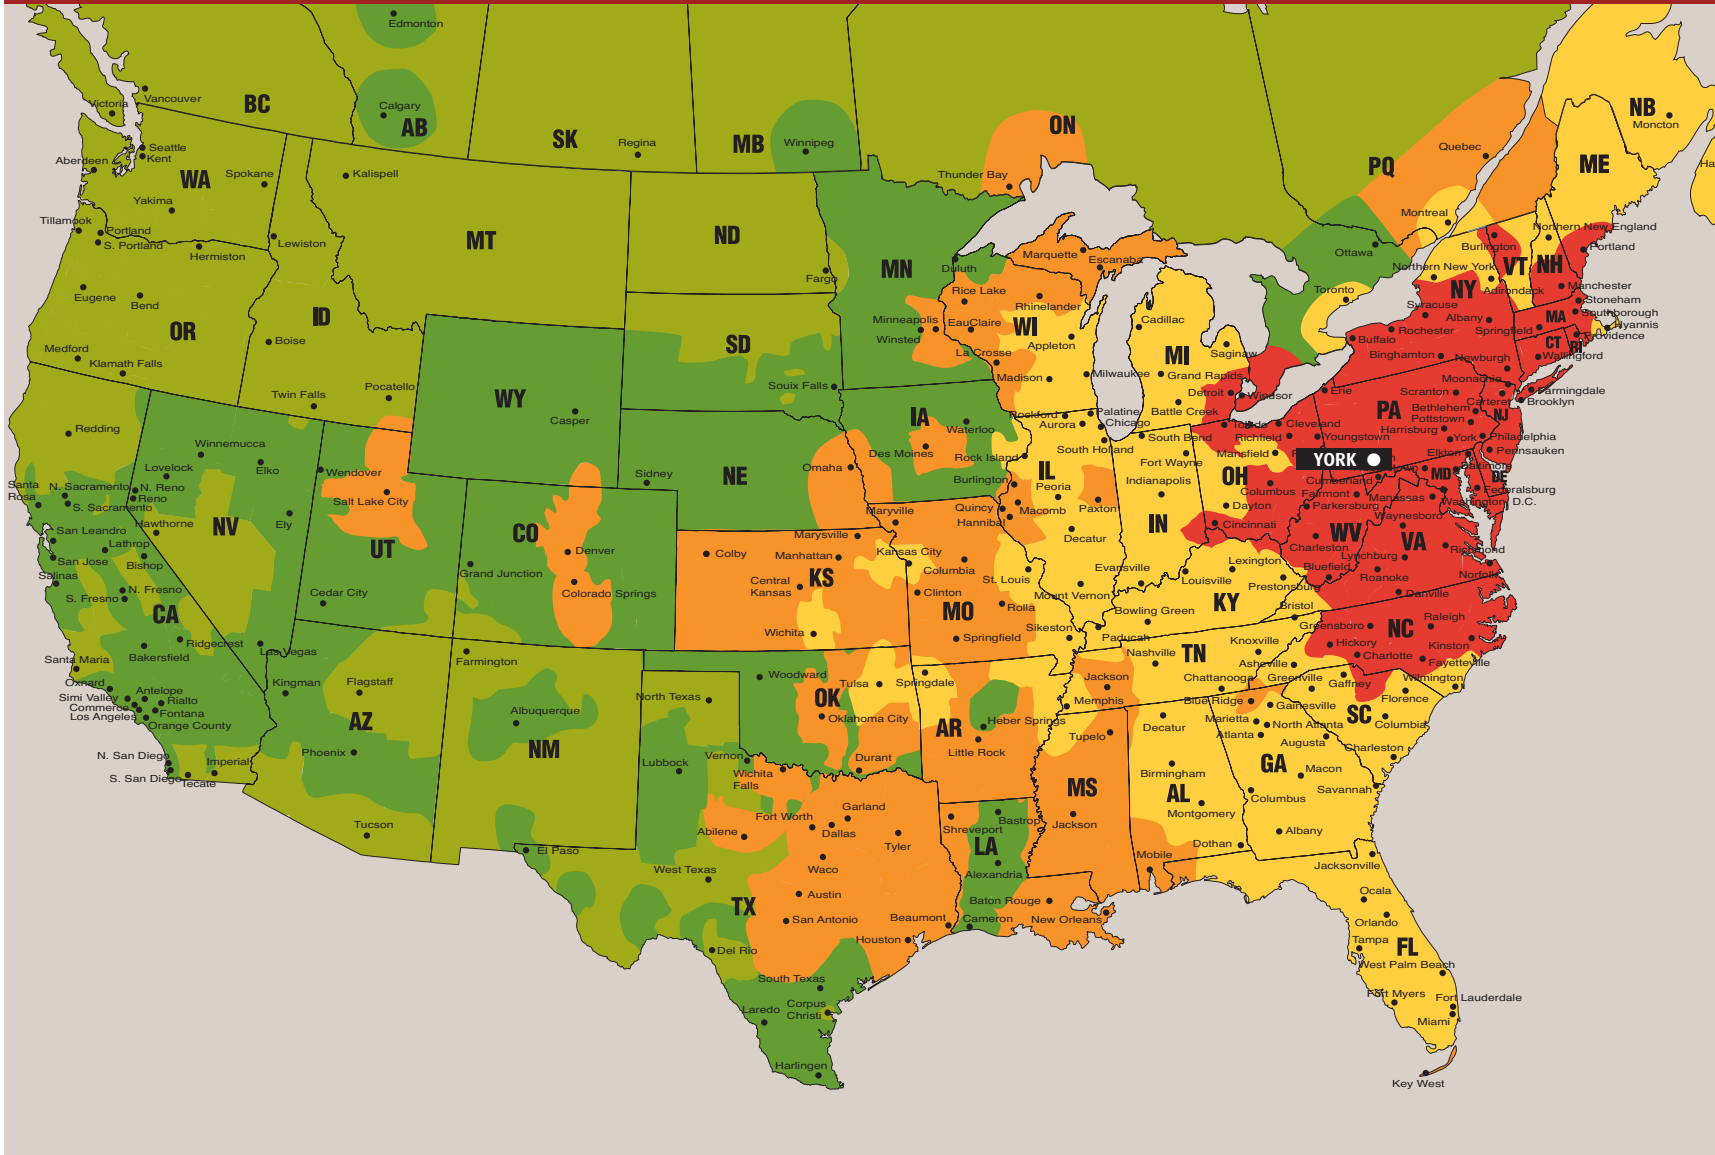 Edmonton
Vancouver
Victoria
BC
Calgary
AB
SK
Regina
MB
Winnipeg
ON
Thunder Bay
PQ
Quebec
Montreal
Ottawa
Toronto
NB
Moncton
ME
Ha
Seattle
Kent
Aberdeen
WA
Spokane
Yakima
Kalispell
Tillamook
Portland
S. Portland
Hermiston
Lewiston
MT
ND
Fargo
MN
Duluth
Eugene
Bend
OR
ID
Boise
Medford
Klamath Falls
Twin Falls
Pocatello
WY
Casper
SD
Souix Falls
Minneapolis
Winsted
Marquette
Escanaba
Rice Lake
Rhinelander
EauClaire
WI
Appleton
La Crosse
Madison
Milwaukee
Cadillac
MI
Saginaw
Grand Rapids
Detroit
Windsor
Battle Creek
Northern New England
Burlington
Portland
Northern New York
VT
NH
Adirondack
NY
Manchester
Stoneham
Southborough
Hyannis
Syracuse
Albany
MA
Springfield
Providence
Rochester
Buffalo
CT
RI
Wallingford
Binghamton
Newburgh
Moonachie
Farmingdale
Brooklyn
Carteret
Scranton
Erie
PA
Bethlehem
Pottstown
NJ
Harrisburg
York
Philadelphia
Pennsauken
Elkton
Baltimore
YORK
MD
DE
Federalsburg
Washington, D.C.
Cumberland
Manassas
Redding
Winnemucca
Lovelock
Elko
Wendover
Salt Lake City
N. Reno
Reno
Santa
Rosa
N. Sacramento
S. Sacramento
Hawthorne
NV
Ely
San Leandro
Lathrop
San Jose
Bishop
Salinas
N. Fresno
S. Fresno
CA
Ridgecrest
Bakersfield
Santa Maria
Oxnard
Simi Valley
Antelope
Rialto
Commerce
Fontana
Los Angeles
Orange County
N. San Diego
S. San Diego
Tecate
Imperial
UT
Cedar City
Las Vegas
Kingman
Flagstaff
AZ
Phoenix
Tucson
CO
Denver
Grand Junction
Colorado Springs
Farmington
Albuquerque
NM
El Paso
Sidney
NE
Omaha
IA
Waterloo
Des Moines
Rock Island
Burlington
Rockford
Aurora
Palatine
Chicago
South Holland
South Bend
Fort Wayne
IL
Peoria
Macomb
Paxton
Decatur
Indianapolis
IN
Toledo
Cleveland
Richfield
Youngstown
Mansfield
OH
Columbus
Dayton
Cincinnati
Fairmont
Parkersburg
WV
Charleston
Bluefield
Waynesboro
VA
Richmond
Lynchburg
Roanoke
Norfolk
Danville
Quincy
Hannibal
Maryville
Marysville
Colby
Manhattan
Kansas City
Central
Kansas
KS
Wichita
Columbia
Clinton
MO
St. Louis
Rolla
Springfield
Sikeston
Mount Vernon
Evansville
Louisville
Lexington
Prestonsburg
KY
Bowling Green
Paducah
Bristol
Knoxville
Nashville
TN
Jackson
Memphis
Chattanooga
Asheville
Greensboro
Raleigh
NC
Hickory
Charlotte
Kinston
Fayetteville
Wilmington
Greenville
Gaffney
Florence
SC
Columbia
Charleston
Blue Ridge
Gainesville
Marietta
North Atlanta
Atlanta
Augusta
GA
Macon
Savannah
Columbus
Albany
Woodward
Tulsa
OK
Oklahoma City
Durant
Springdale
AR
Heber Springs
Little Rock
Tupelo
MS
Jackson
Decatur
Birmingham
AL
Montgomery
Dothan
Mobile
North Texas
Lubbock
Vernon
Wichita
Falls
Abilene
Fort Worth
Garland
Dallas
Tyler
Waco
West Texas
TX
Austin
San Antonio
Del Rio
Beaumont
Houston
South Texas
Laredo
Corpus
Christi
Harlingen
Shreveport
Bastrop
LA
Alexandria
Baton Rouge
Cameron
New Orleans
Jacksonville
Ocala
Orlando
Tampa
FL
West Palm Beach
Fort Myers
Fort Lauderdale
Miami
Key West